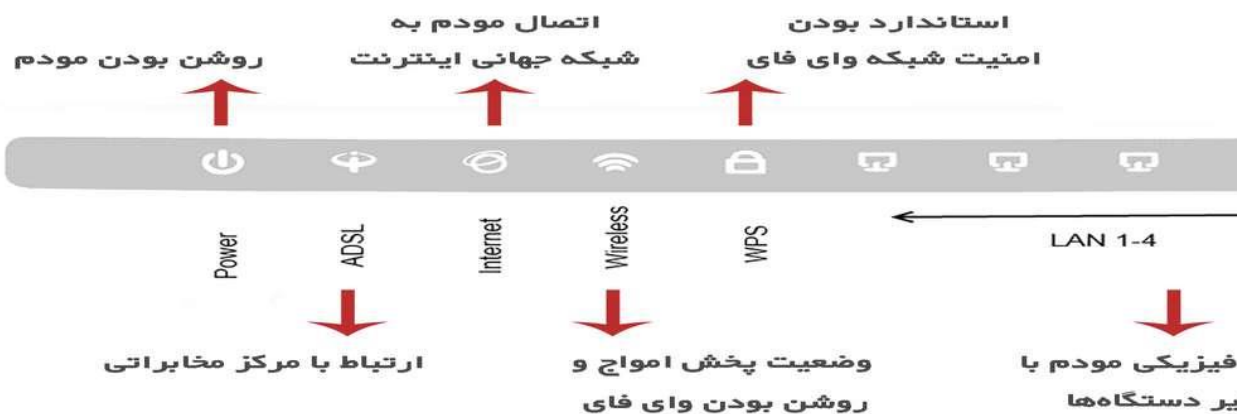 روشن بودن مودم
اتصال مودم به
شبکه جهانی اینترنت
استاندارد بودن
امنیت شبکه وای فای
Power
ADSL
Internet
Wireless
WPS
LAN 1-4
ارتباط با مرکز مخابراتی
وضعیت پخش امواج و
روشن بودن وای فای
فیزیکی مودم با
دستگاه‌ها